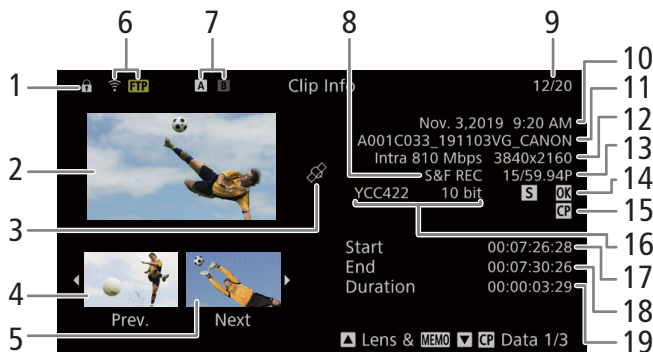 6 7 8 9
10
1 FTP A B Clip Info 12/20
11
Nov. 3,2019 9:20 AM
12
A001C033_191103VG_CANON
2 Intra 810 Mbps 3840x2160
13
S&F REC 15/59.94P
YCC422 10 bit S OK 14
3 CP 15
16
Start 00:07:26:28
17
End 00:07:30:26
4 Duration 00:00:03:29
18
5 Prev. Next
Lens & MEMO CP Data 1/3 19